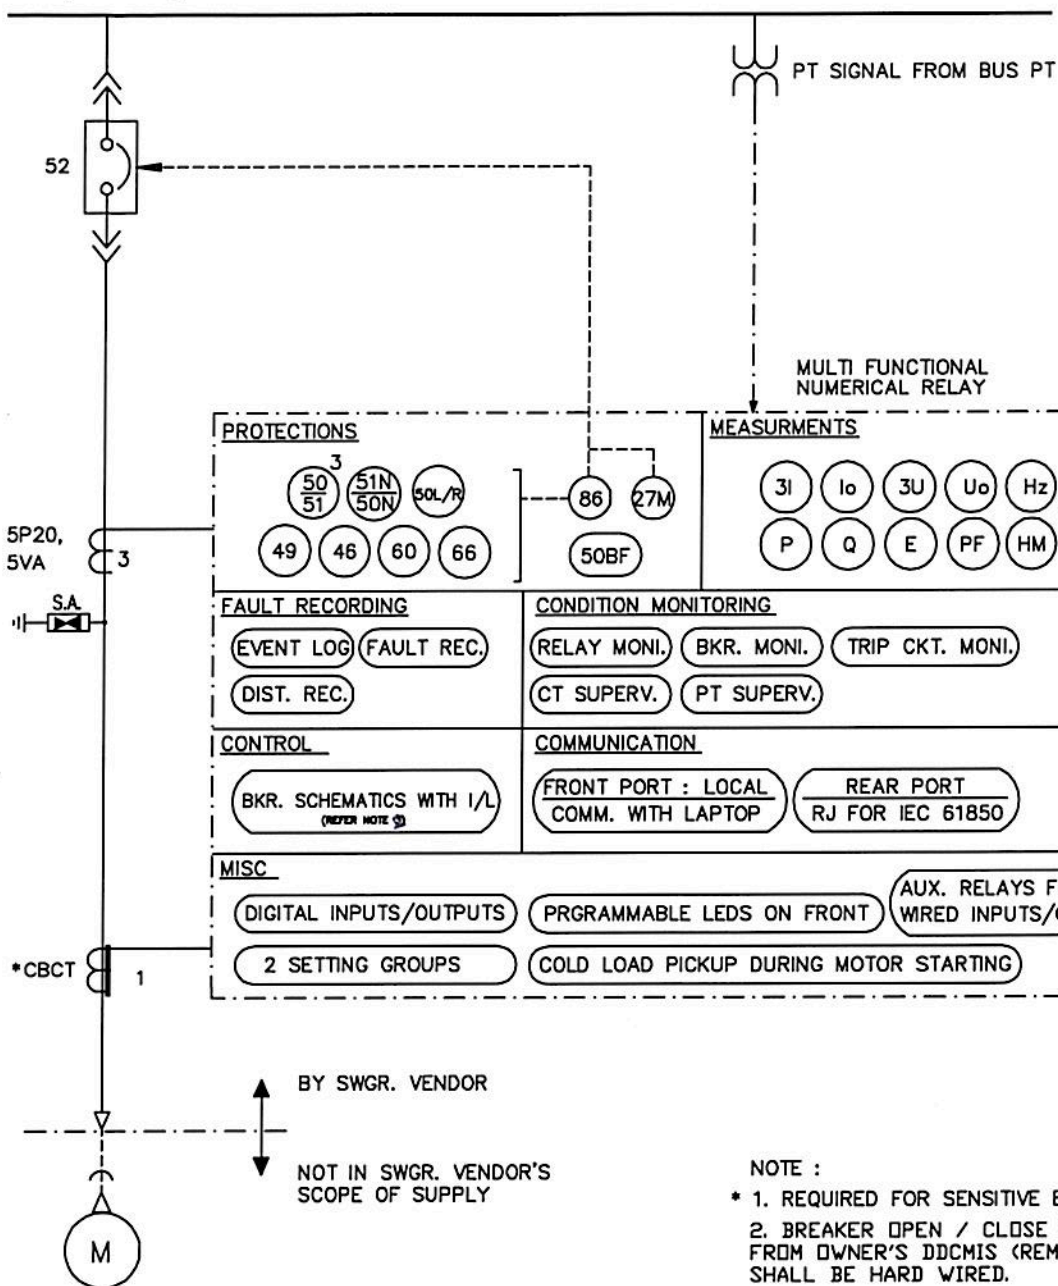 PT SIGNAL FROM BUS PT
52
MULTI FUNCTIONAL
NUMERICAL RELAY
PROTECTIONS
MEASURMENTS
3
50
51
51N
50N
50L/R
86
27M
3I
Io
3U
Uo
Hz
49
46
60
66
50BF
P
Q
E
PF
HM
5P20,
5VA
3
S.A.
FAULT RECORDING
EVENT LOG
FAULT REC.
DIST. REC.
CONDITION MONITORING
RELAY MONI.
BKR. MONI.
TRIP CKT. MONI.
CT SUPERV.
PT SUPERV.
CONTROL
BKR. SCHEMATICS WITH I/L
(REFER NOTE
COMMUNICATION
FRONT PORT : LOCAL
COMM. WITH LAPTOP
REAR PORT
RJ FOR IEC 61850
MISC
DIGITAL INPUTS/OUTPUTS
PRGRAMMABLE LEDS ON FRONT
AUX. RELAYS F
WIRED INPUTS/
2 SETTING GROUPS
COLD LOAD PICKUP DURING MOTOR STARTING
*CBCT
1
BY SWGR. VENDOR
NOT IN SWGR. VENDOR'S
SCOPE OF SUPPLY
M
NOTE :
* 1. REQUIRED FOR SENSITIVE E
2. BREAKER OPEN / CLOSE
FROM OWNER'S DDCMIS (REM
SHALL BE HARD WIRED.